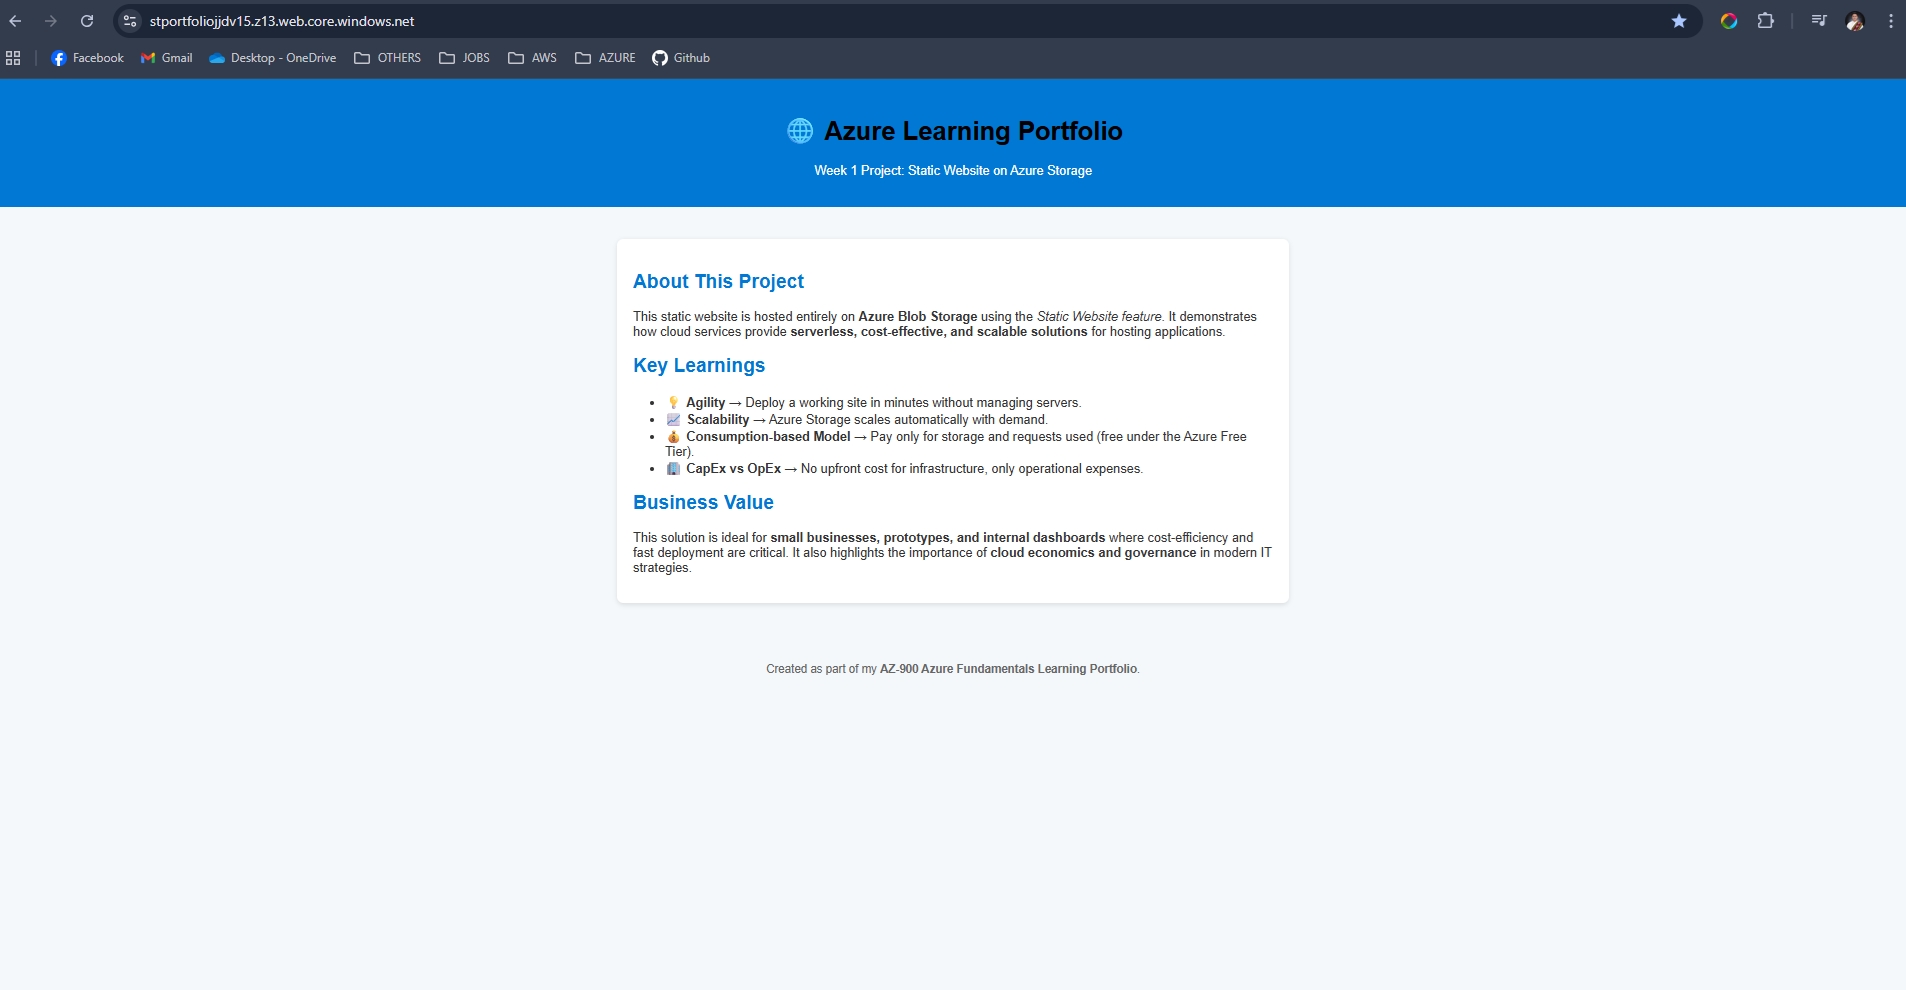 stportfoliojjdv15.z13.web.core.windows.net
Facebook Gmail Desktop - OneDrive OTHERS JOBS AWS AZURE Github
Azure Learning Portfolio
Week 1 Project: Static Website on Azure Storage
About This Project
This static website is hosted entirely on Azure Blob Storage using the Static Website feature. It demonstrates
how cloud services provide serverless, cost-effective, and scalable solutions for hosting applications.
Key Learnings
• 💡 Agility → Deploy a working site in minutes without managing servers.
• 📈 Scalability → Azure Storage scales automatically with demand.
• 💰 Consumption-based Model → Pay only for storage and requests used (free under the Azure Free
Tier).
• 🏢 CapEx vs OpEx → No upfront cost for infrastructure, only operational expenses.
Business Value
This solution is ideal for small businesses, prototypes, and internal dashboards where cost-efficiency and
fast deployment are critical. It also highlights the importance of cloud economics and governance in modern IT
strategies.
Created as part of my AZ-900 Azure Fundamentals Learning Portfolio.